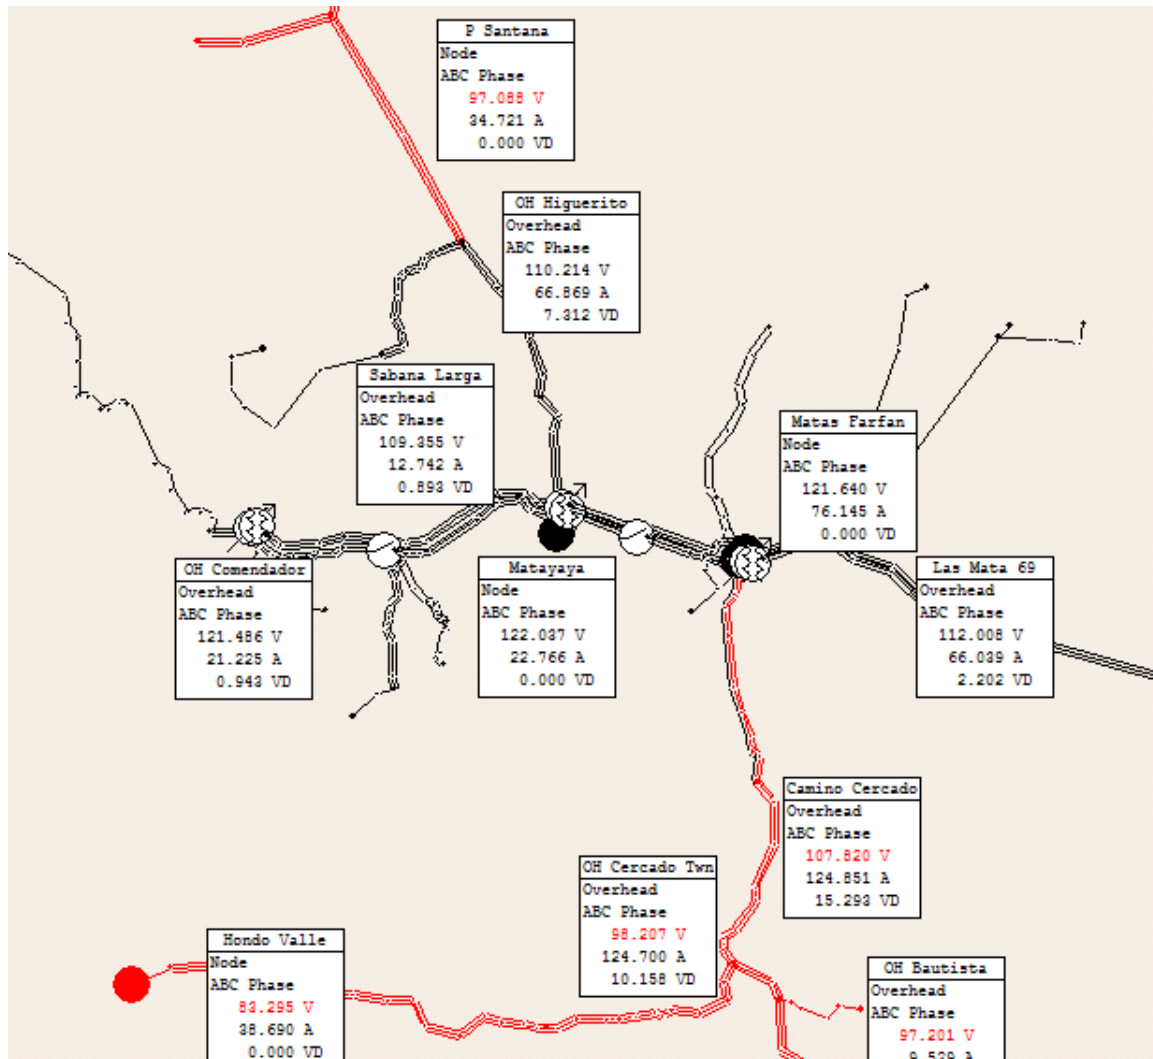 P Santana
Node
ABC Phase
97.088 V
34.721 A
0.000 VD
OH Higuerito
Overhead
ABC Phase
110.214 V
66.869 A
7.312 VD
Sabana Larga
Overhead
ABC Phase
109.355 V
12.742 A
0.893 VD
Matas Farfan
Node
ABC Phase
121.640 V
76.145 A
0.000 VD
OH Comendador
Overhead
ABC Phase
121.486 V
21.225 A
0.943 VD
Matayaya
Node
ABC Phase
122.037 V
22.766 A
0.000 VD
Las Mata 69
Overhead
ABC Phase
112.008 V
66.039 A
2.202 VD
Camino Cercado
Overhead
ABC Phase
107.820 V
124.851 A
15.293 VD
OH Cercado Twn
Overhead
ABC Phase
98.207 V
124.700 A
10.158 VD
Hondo Valle
Node
ABC Phase
83.295 V
38.690 A
0.000 VD
OH Bautista
Overhead
ABC Phase
97.201 V
9.539 A